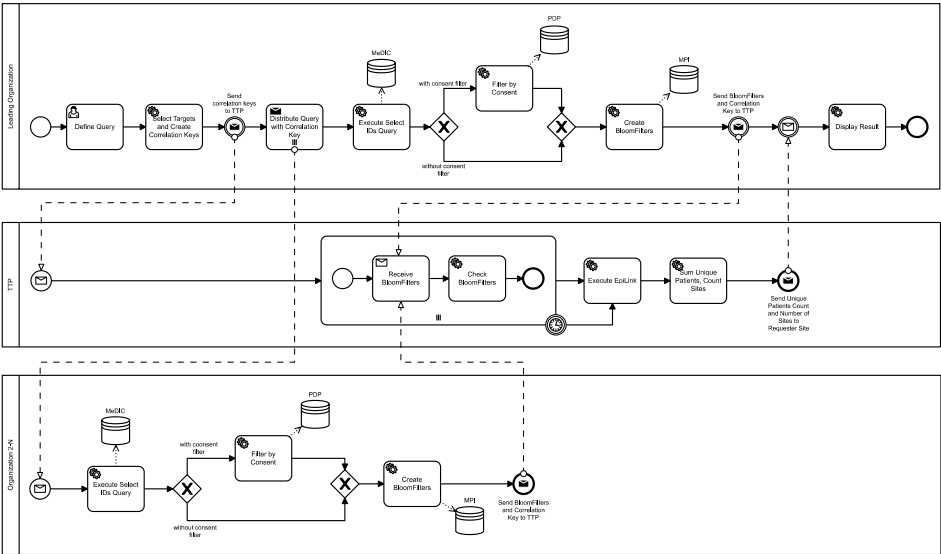 Leading Organization
PDP
MeDIC
MPI
Send
correlation keys
to TTP
with consent filter
Filter by
Consent
Send BloomFilters
and Correlation
Key to TTP
Define Query
Select Targets
and Create
Correlation Keys
Distribute Query
with Correlation
Key
Execute Select
IDs Query
Create
BloomFilters
Display Result
without consent
filter
TTP
Receive
BloomFilters
Check
BloomFilters
Execute EpiLink
Sum Unique
Patients, Count
Sites
Send Unique
Patients Count
and Number of
Sites to
Requester Site
Organization 2-N
MeDIC
PDP
with coonsent
filter
Filter by
Consent
Execute Select
IDs Query
Create
BloomFilters
without consent
filter
MPI
Send BloomFilters
and Correlation
Key to TTP